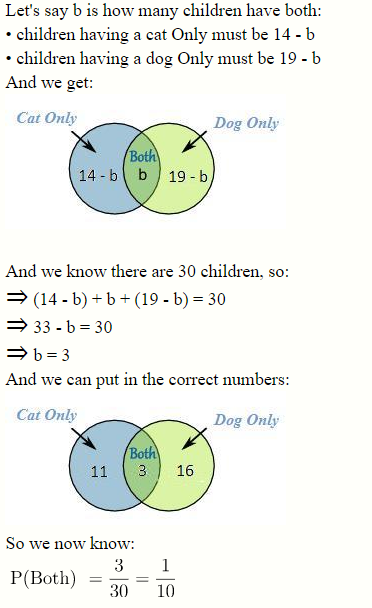 Let's say b is how many children have both:
• children having a cat Only must be 14 - b
• children having a dog Only must be 19 - b
And we get:
Cat Only
Dog Only
Both
14 - b b 19 - b
And we know there are 30 children, so:
⇒ (14 - b) + b + (19 - b) = 30
⇒ 33 - b = 30
⇒ b = 3
And we can put in the correct numbers:
Cat Only
Dog Only
Both
11 3 16
So we now know:
P(Both) = 3/30 = 1/10